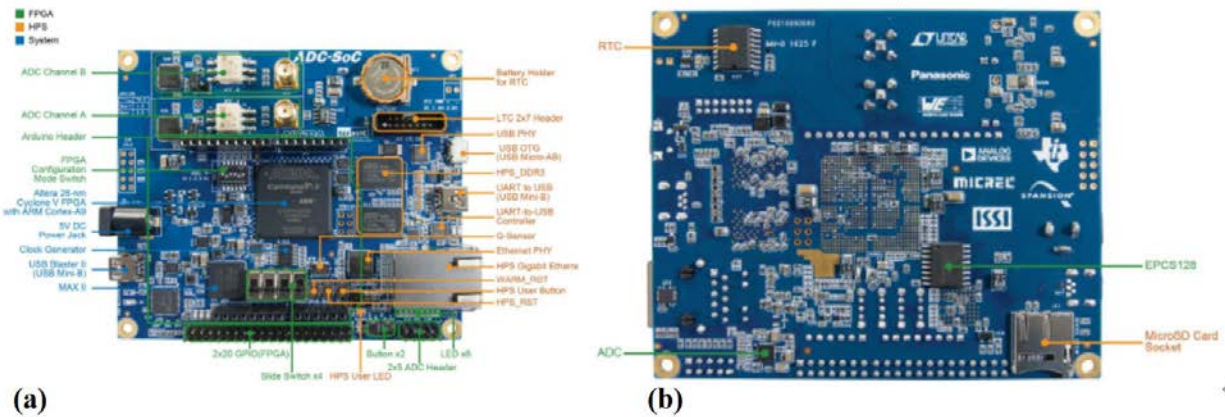 FPGA
HPS
System
ADC-SoC
ADC Channel B
ADC Channel A
Arduino Header
FPGA
Configuration
Mode Switch
Altera 28-nm
Cyclone V FPGA
with ARM Cortex-A9
5V DC
Power Jack
Clock Generator
USB Blaster II
(USB Mini-B)
MAX II
Battery Holder
for RTC
LTC 2x7 Header
USB PHY
USB OTG
(USB Micro-AB)
HPS_DDR3
UART to USB
(USB Mini-B)
UART-to-USB
Controller
G-Sensor
Ethernet PHY
HPS Gigabit Etherne
WARM_RST
HPS User Button
HPS_RST
2x20 GPIO(FPGA)
Button x2
LED x8
2x5 ADC Header
Slide Switch x4
HPS User LED
(a)
RTC
LINEAR
Panasonic
WE
ANALOG
DEVICES
MICREL
SPANSION
ISSI
EPCS128
ADC
MicroSD Card
Socket
(b)